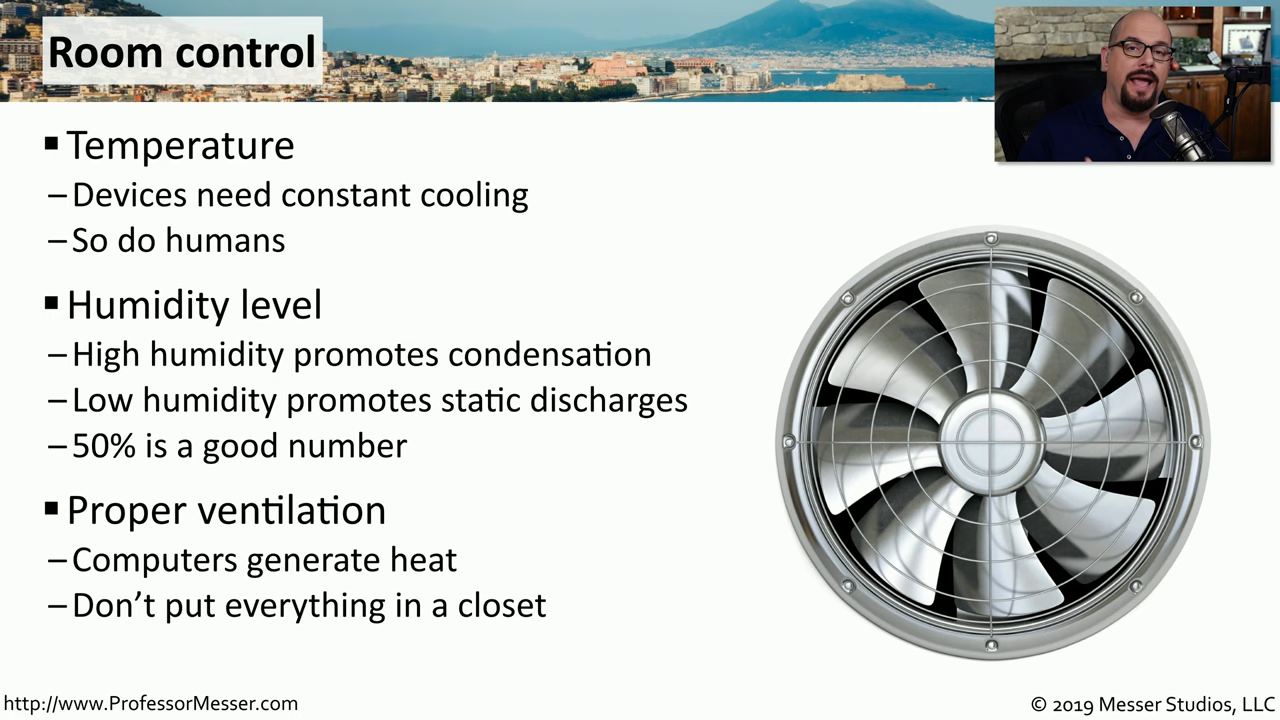 Room control
▪ Temperature
– Devices need constant cooling
– So do humans
▪ Humidity level
– High humidity promotes condensation
– Low humidity promotes static discharges
– 50% is a good number
▪ Proper ventilation
– Computers generate heat
– Don’t put everything in a closet
http://www.ProfessorMesser.com
© 2019 Messer Studios, LLC